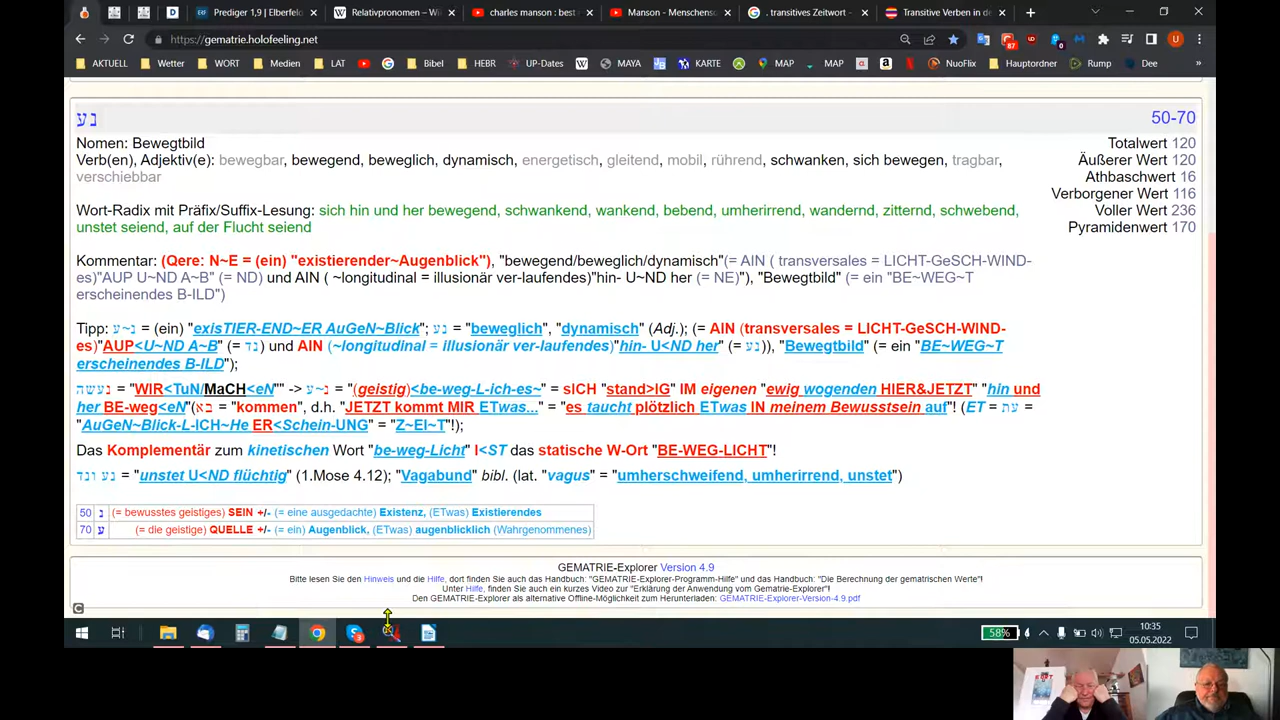 Prediger 1,9 | Elberfel
Relativpronomen – Wi
charles manson : best
Manson - Menschens
. transitives Zeitwort.
Transitive Verben in de
https://gematrie.holofeeling.net
AKTUELL Wetter WORT Medien LAT Bibel HEBR UP-Dates MAYA KARTE MAP MAP NuoFlix Hauptordner Rump Dee »
נע 50-70
Nomen: Bewegtbild
Verb(en), Adjektiv(e): bewegbar, bewegend, beweglich, dynamisch, energetisch, gleitend, mobil, rührend, schwanken, sich bewegen, tragbar,
verschiebbar
Totalwert 120
Äußerer Wert 120
Athbaschwert 16
Verborgener Wert 116
Voller Wert 236
Pyramidenwert 170
Wort-Radix mit Präfix/Suffix-Lesung: sich hin und her bewegend, schwankend, wankend, bebend, umherirrend, wandernd, zitternd, schwebend,
unstet seiend, auf der Flucht seiend
Kommentar: (Qere: N~E = (ein) "existierender~Augenblick"), "bewegend/beweglich/dynamisch"(= AIN ( transversales = LICHT-GeSCH-WIND-
es)"AUP U~ND A~B" (= ND) und AIN ( ~longitudinal = illusionär ver-laufendes)"hin- U~ND her (= NE)"), "Bewegtbild" (= ein "BE~WEG~T
erscheinendes B-ILD")
Tipp: נ~ע = (ein) "exisTIER-END~ER AuGeN~Blick"; נע = "beweglich", "dynamisch" (Adj.); (= AIN (transversales = LICHT-GeSCH-WIND-
es)"AUP<U~ND A~B" (= נד) und AIN (~longitudinal = illusionär ver-laufendes)"hin- U<ND her" (= נע)), "Bewegtbild" (= ein "BE~WEG~T
erscheinendes B-ILD");
נעשה = "WIR<TuN/MaCH<eN"" -> נ~ע = "(geistig)<be-weg-L-ich-es~" = sICH "stand>IG" IM eigenen "ewig wogenden HIER&JETZT" "hin und
her BE-weg<eN"(בא = "kommen", d.h. "JETZT kommt MIR ETwas..." = "es taucht plötzlich ETwas IN meinem Bewusstsein auf"! (ET = עת =
"AuGeN~Blick-L-ICH~He ER<Schein-UNG" = "Z~EI~T"!);
Das Komplementär zum kinetischen Wort "be-weg-Licht" I<ST das statische W-Ort "BE-WEG-LICHT"!
נע ונד = "unstet U<ND flüchtig" (1.Mose 4.12); "Vagabund" bibl. (lat. "vagus" = "umherschweifend, umherirrend, unstet")
50 נ (= bewusstes geistiges) SEIN +/- (= eine ausgedachte) Existenz, (ETwas) Existierendes
70 ע (= die geistige) QUELLE +/- (= ein) Augenblick, (ETwas) augenblicklich (Wahrgenommenes)
GEMATRIE-Explorer Version 4.9
Bitte lesen Sie den Hinweis und die Hilfe, dort finden Sie auch das Handbuch: "GEMATRIE-Explorer-Programm-Hilfe" und das Handbuch: "Die Berechnung der gematrischen Werte"!
Unter Hilfe, finden Sie auch ein kurzes Video zur "Erklärung der Anwendung vom Gematrie-Explorer"!
Den GEMATRIE-Explorer als alternative Offline-Möglichkeit zum Herunterladen: GEMATRIE-Explorer-Version-4.9.pdf
58%
10:35
05.05.2022